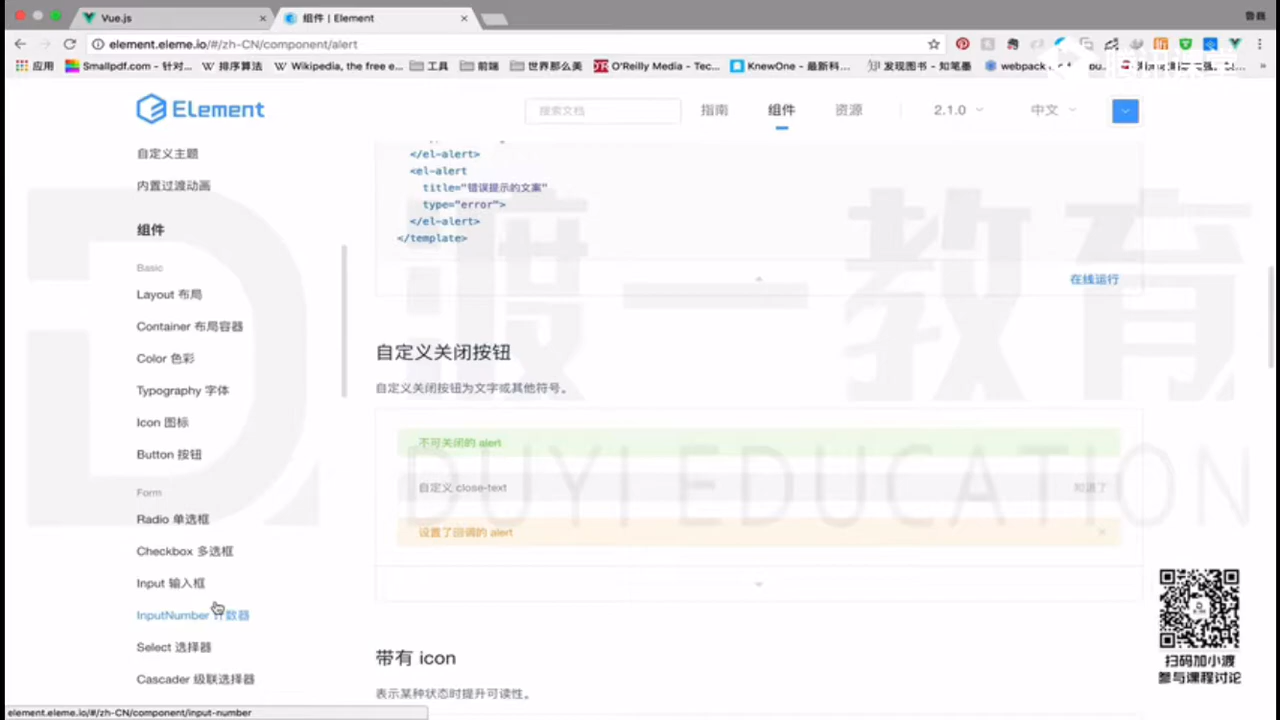 Vue.js
组件 | Element
element.eleme.io/#/zh-CN/component/alert
应用
Smallpdf.com - 针对...
排序算法
Wikipedia, the free e...
工具
前端
世界那么美
O'Reilly Media - Tec...
KnewOne - 最新科...
发现图书 - 知笔墨
Element
搜索文档
指南
组件
资源
2.1.0
中文
自定义主题
内置过渡动画
组件
Basic
Layout 布局
Container 布局容器
Color 色彩
Typography 字体
Icon 图标
Button 按钮
Form
Radio 单选框
Checkbox 多选框
Input 输入框
InputNumber 计数器
Select 选择器
Cascader 级联选择器
</el-alert>
<el-alert
title="错误提示的文案"
type="error">
</el-alert>
</template>
在线运行
自定义关闭按钮
自定义关闭按钮为文字或其他符号。
不可关闭的 alert
自定义 close-text
知道了
设置了回调的 alert
带有 icon
表示某种状态时提升可读性。
渡一教育
DUYI EDUCATION
腾讯课堂
扫码加小渡
参与课程讨论
element.eleme.io/#/zh-CN/component/input-number